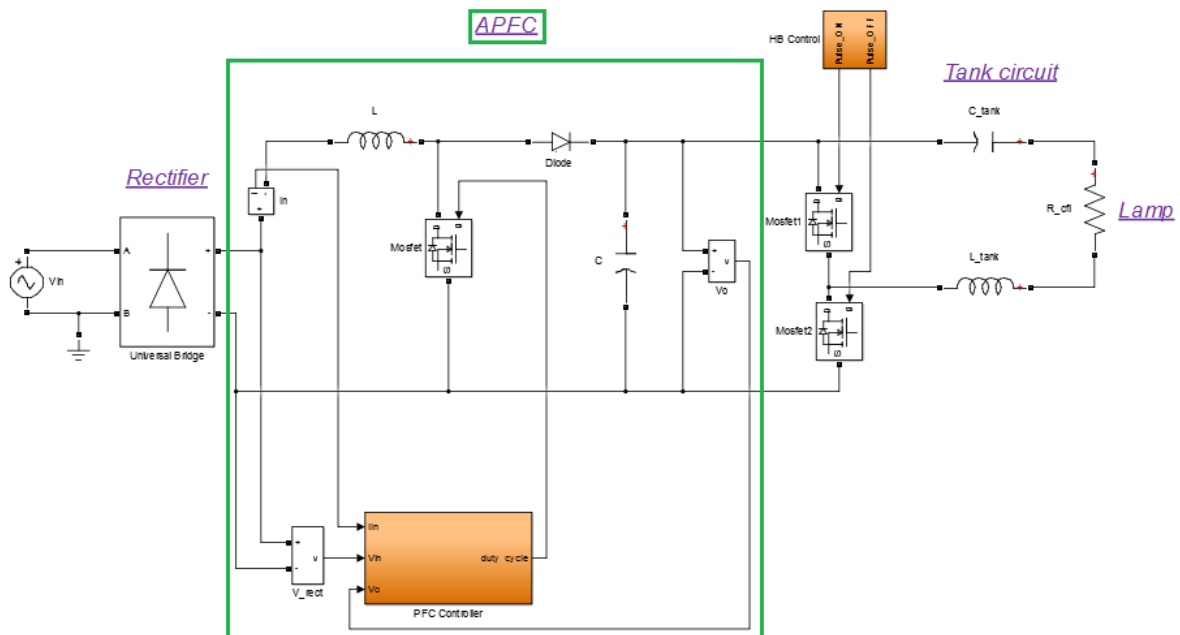 APFC
HB Control
Pulse_ON
Pulse_OFF
Tank circuit
C_tank
L
Diode
Rectifier
In
Mosfet
g
D
S
Mosfet1
g
D
S
R_cfl
Lamp
A
+
Vin
B
-
Universal Bridge
C
+
v
-
Vo
L_tank
Mosfet2
g
D
S
+
v
-
V_rect
Iin
Vin
duty cycle
Vo
PFC Controller